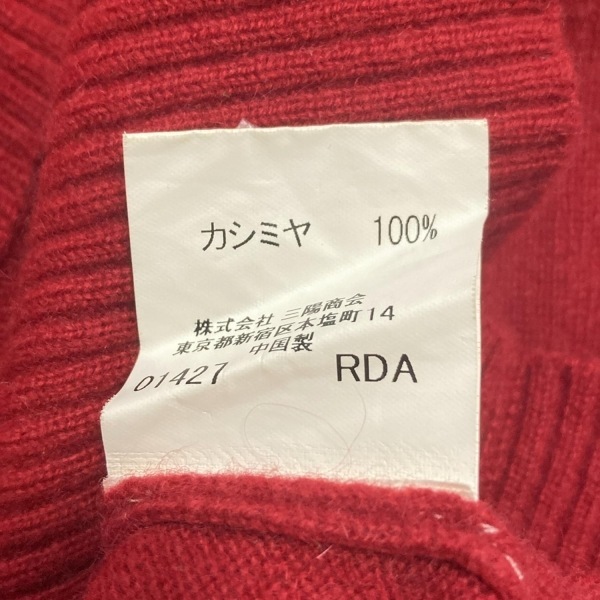 カシミヤ 100%
株式会社 三陽商会
東京都新宿区本塩町14
中国製
01427 RDA